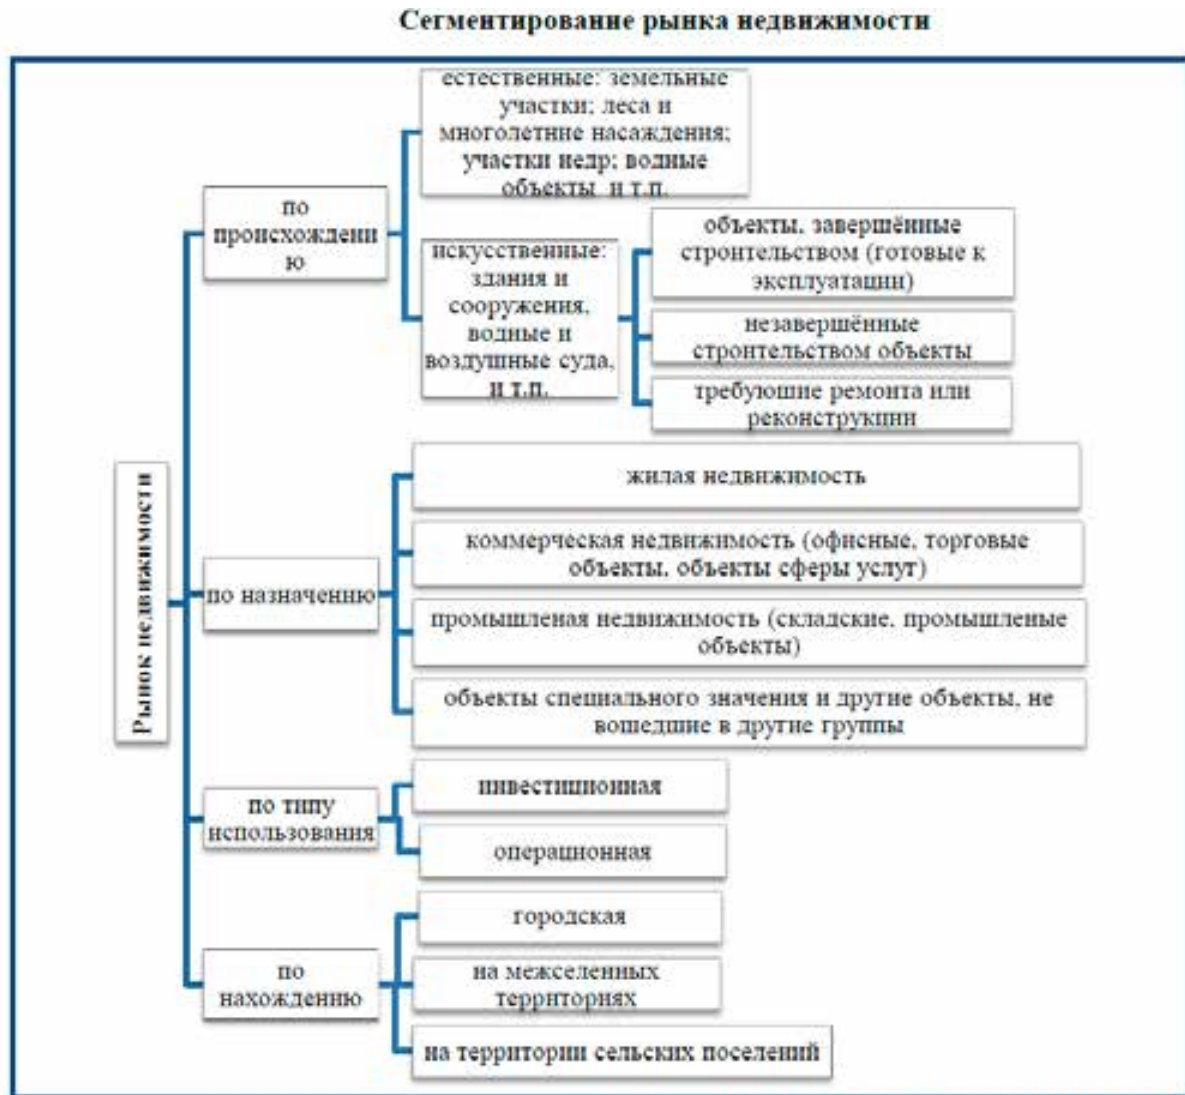 Сегментирование рынка недвижимости
естественные: земельные
участки; леса и
многолетние насаждения;
участки недр; водные
объекты и т.п.
по
происхождени
ю
искусственные:
здания и
сооружения,
водные и
воздушные суда,
и т.п.
объекты, завершённые
строительством (готовые к
эксплуатации)
незавершённые
строительством объекты
требующие ремонта или
реконструкции
Рынок недвижимости
по назначению
жилая недвижимость
коммерческая недвижимость (офисные, торговые
объекты, объекты сферы услуг)
промышленая недвижимость (складские, промышленые
объекты)
объекты специального значения и другие объекты, не
вошедшие в другие группы
по типу
использования
инвестиционная
операционная
по
нахождению
городская
на межселенных
территориях
на территории сельских поселений